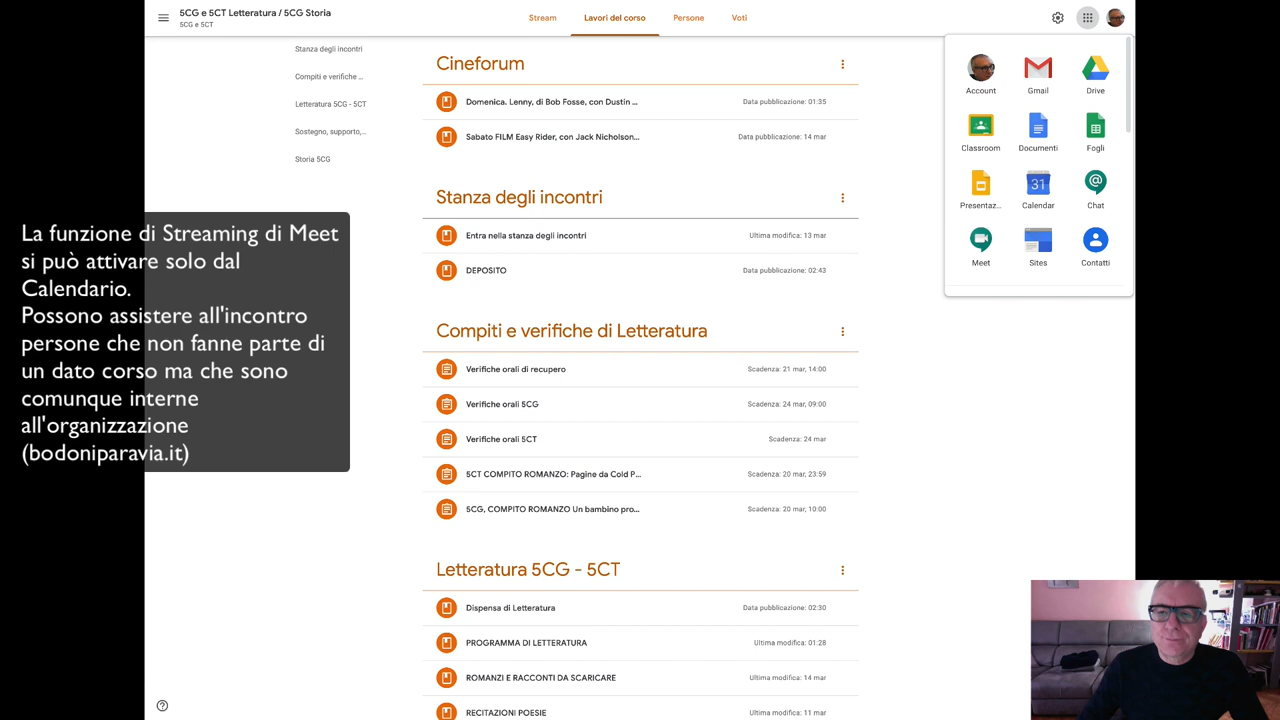 5CG e 5CT Letteratura / 5CG Storia
5CG e 5CT
Stream
Lavori del corso
Persone
Voti
Stanza degli incontri
Compiti e verifiche ...
Letteratura 5CG - 5CT
Sostegno, supporto,...
Storia 5CG
La funzione di Streaming di Meet
si può attivare solo dal
Calendario.
Possono assistere all'incontro
persone che non fanne parte di
un dato corso ma che sono
comunque interne
all'organizzazione
(bodoniparavia.it)
Cineforum
Domenica. Lenny, di Bob Fosse, con Dustin ... Data pubblicazione: 01:35
Sabato FILM Easy Rider, con Jack Nicholson... Data pubblicazione: 14 mar
Stanza degli incontri
Entra nella stanza degli incontri Ultima modifica: 13 mar
DEPOSITO Data pubblicazione: 02:43
Compiti e verifiche di Letteratura
Verifiche orali di recupero Scadenza: 21 mar, 14:00
Verifiche orali 5CG Scadenza: 24 mar, 09:00
Verifiche orali 5CT Scadenza: 24 mar
5CT COMPITO ROMANZO: Pagine da Cold P... Scadenza: 20 mar, 23:59
5CG, COMPITO ROMANZO Un bambino pro... Scadenza: 20 mar, 10:00
Letteratura 5CG - 5CT
Dispensa di Letteratura Data pubblicazione: 02:30
PROGRAMMA DI LETTERATURA Ultima modifica: 01:28
ROMANZI E RACCONTI DA SCARICARE Ultima modifica: 14 mar
RECITAZIONI POESIE Ultima modifica: 11 mar
Account Gmail Drive
Classroom Documenti Fogli
31
Presentaz... Calendar Chat
Meet Sites Contatti